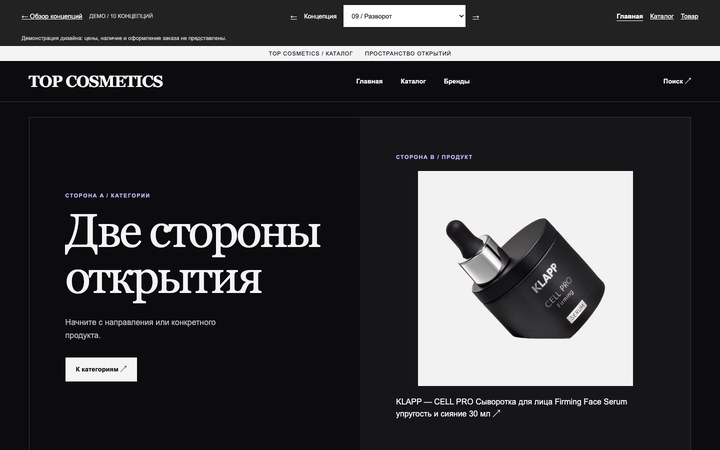 ← Обзор концепций ДЕМО / 10 КОНЦЕПЦИЙ ← Концепция 09 / Разворот → Главная Каталог Товар
Демонстрация дизайна: цены, наличие и оформление заказа не представлены.
TOP COSMETICS / КАТАЛОГ ПРОСТРАНСТВО ОТКРЫТИЙ
TOP COSMETICS Главная Каталог Бренды Поиск ↗
СТОРОНА A / КАТЕГОРИИ
Две стороны
открытия
Начните с направления или конкретного
продукта.
К категориям ↗
СТОРОНА B / ПРОДУКТ
KLAPP
CELL PRO
Firming
KLAPP — CELL PRO Сыворотка для лица Firming Face Serum
упругость и сияние 30 мл ↗